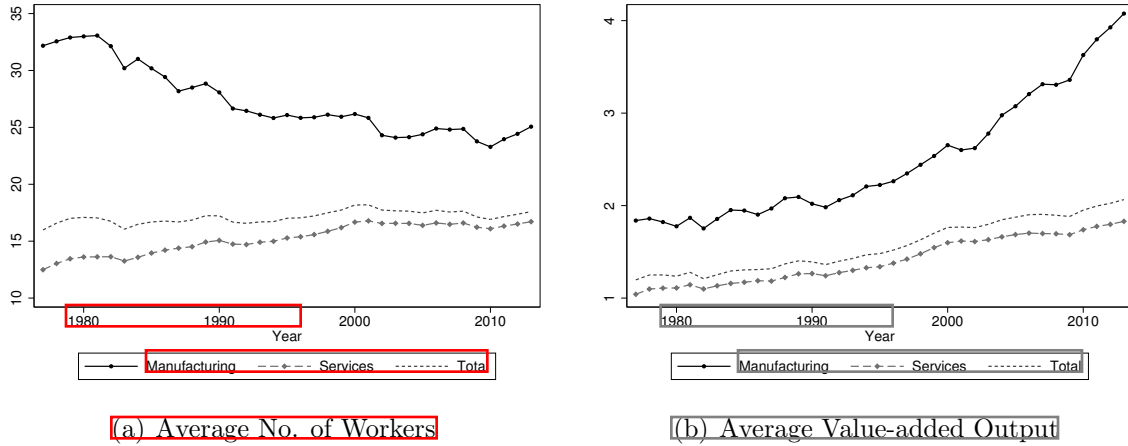 35
30
25
20
15
10
1980 1990 2000 2010
Year
Manufacturing Services Total
(a) Average No. of Workers
4
3
2
1
1980 1990 2000 2010
Year
Manufacturing Services Total
(b) Average Value-added Output